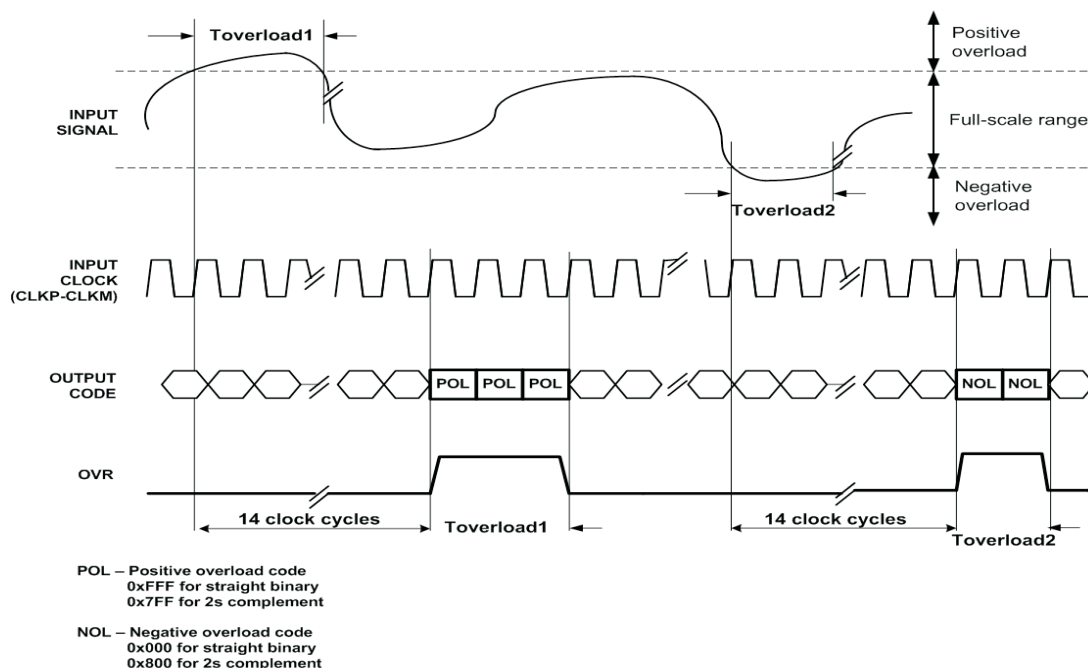 Toverload1
Positive
overload
INPUT
SIGNAL
Full-scale range
Negative
overload
Toverload2
INPUT
CLOCK
(CLKP-CLKM)
OUTPUT
CODE
POL POL POL
NOL NOL
OVR
14 clock cycles
Toverload1
14 clock cycles
Toverload2
POL – Positive overload code
0xFFF for straight binary
0x7FF for 2s complement
NOL – Negative overload code
0x000 for straight binary
0x800 for 2s complement